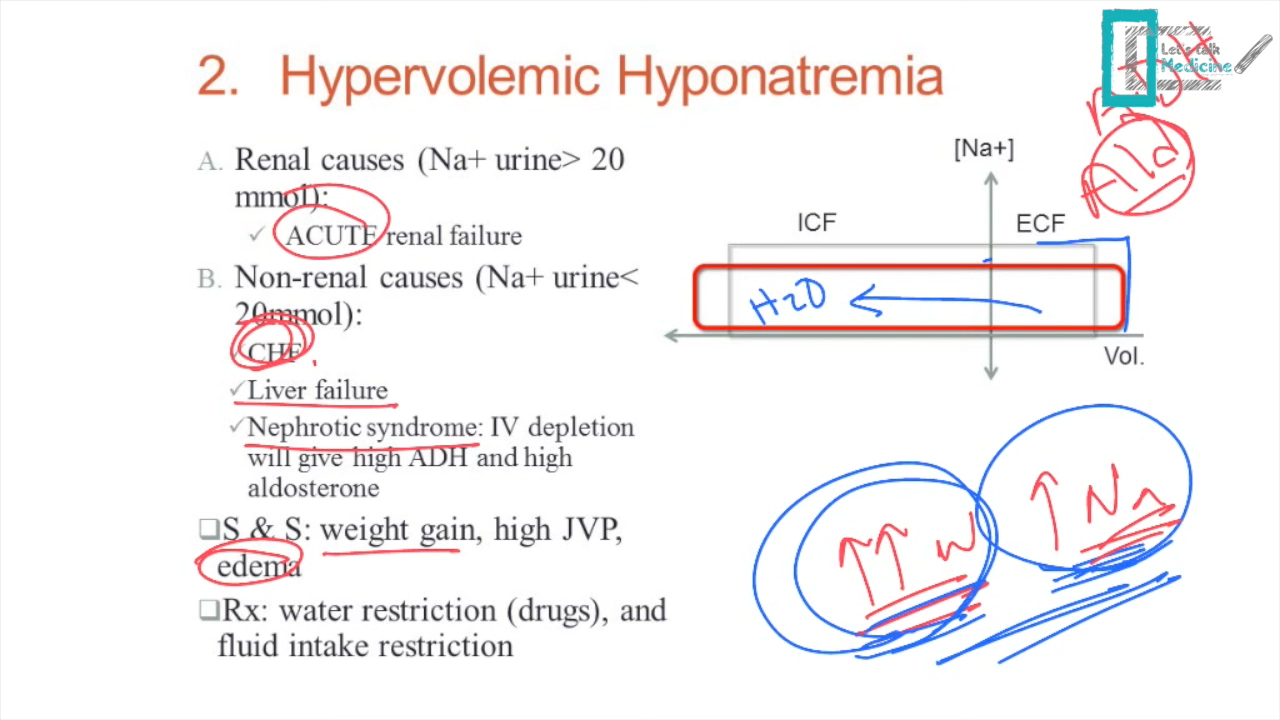 2. Hypervolemic Hyponatremia
A. Renal causes (Na+ urine> 20
mmol):
✓ ACUTE renal failure
B. Non-renal causes (Na+ urine<
20mmol):
✓ CHF
✓ Liver failure
✓ Nephrotic syndrome: IV depletion
will give high ADH and high
aldosterone
❑S & S: weight gain, high JVP,
edema
❑Rx: water restriction (drugs), and
fluid intake restriction
[Na+]
ICF
ECF
H2O
Vol.
↑↑ W
↑ Na
Let's talk
Medicine
Ald